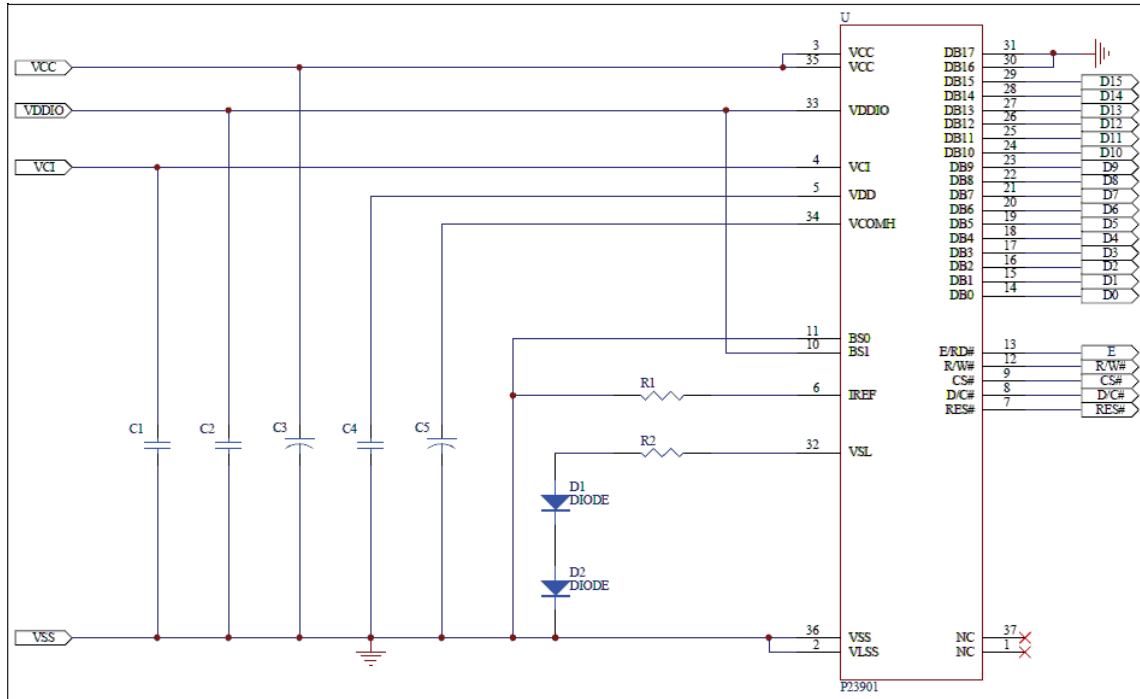 U
VCC
VDDIO
VCI
VSS
3 VCC
35 VCC
33 VDDIO
4 VCI
5 VDD
34 VCOMH
11 BS0
10 BS1
6 IREF
32 VSL
36 VSS
2 VLSS
DB17 31
DB16 30
DB15 29 D15
DB14 28 D14
DB13 27 D13
DB12 26 D12
DB11 25 D11
DB10 24 D10
DB9 23 D9
DB8 22 D8
DB7 21 D7
DB6 20 D6
DB5 19 D5
DB4 18 D4
DB3 17 D3
DB2 16 D2
DB1 15 D1
DB0 14 D0
E/RD# 13 E
R/W# 12 R/W#
CS# 9 CS#
D/C# 8 D/C#
RES# 7 RES#
NC 37
NC 1
R1
R2
C1
C2
C3
C4
C5
D1
DIODE
D2
DIODE
P23901